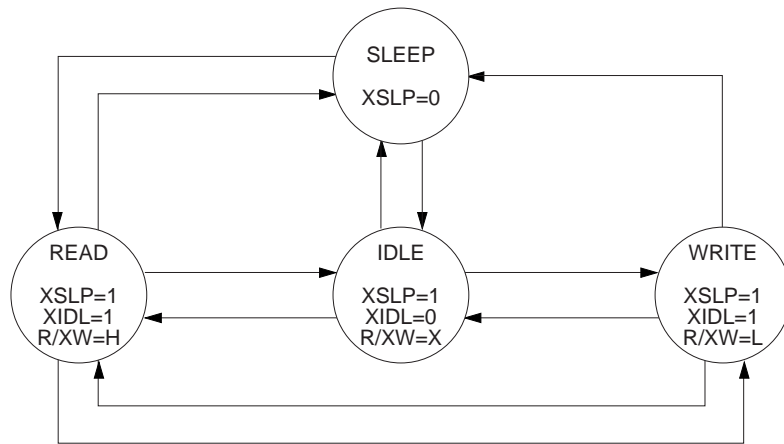 SLEEP
XSLP=0
READ
XSLP=1
XIDL=1
R/XW=H
IDLE
XSLP=1
XIDL=0
R/XW=X
WRITE
XSLP=1
XIDL=1
R/XW=L